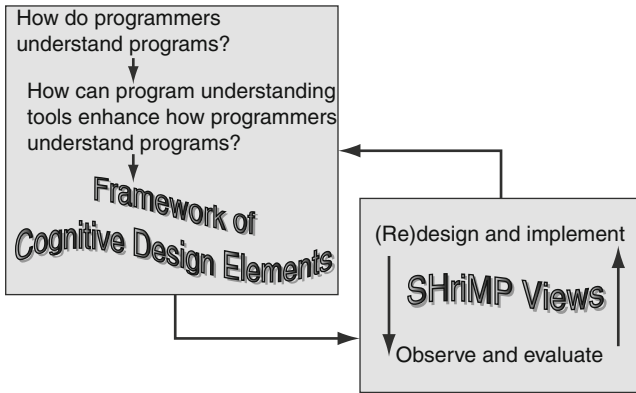 How do programmers
understand programs?
How can program understanding
tools enhance how programmers
understand programs?
Framework of
Cognitive Design Elements
(Re)design and implement
SHriMP Views
Observe and evaluate